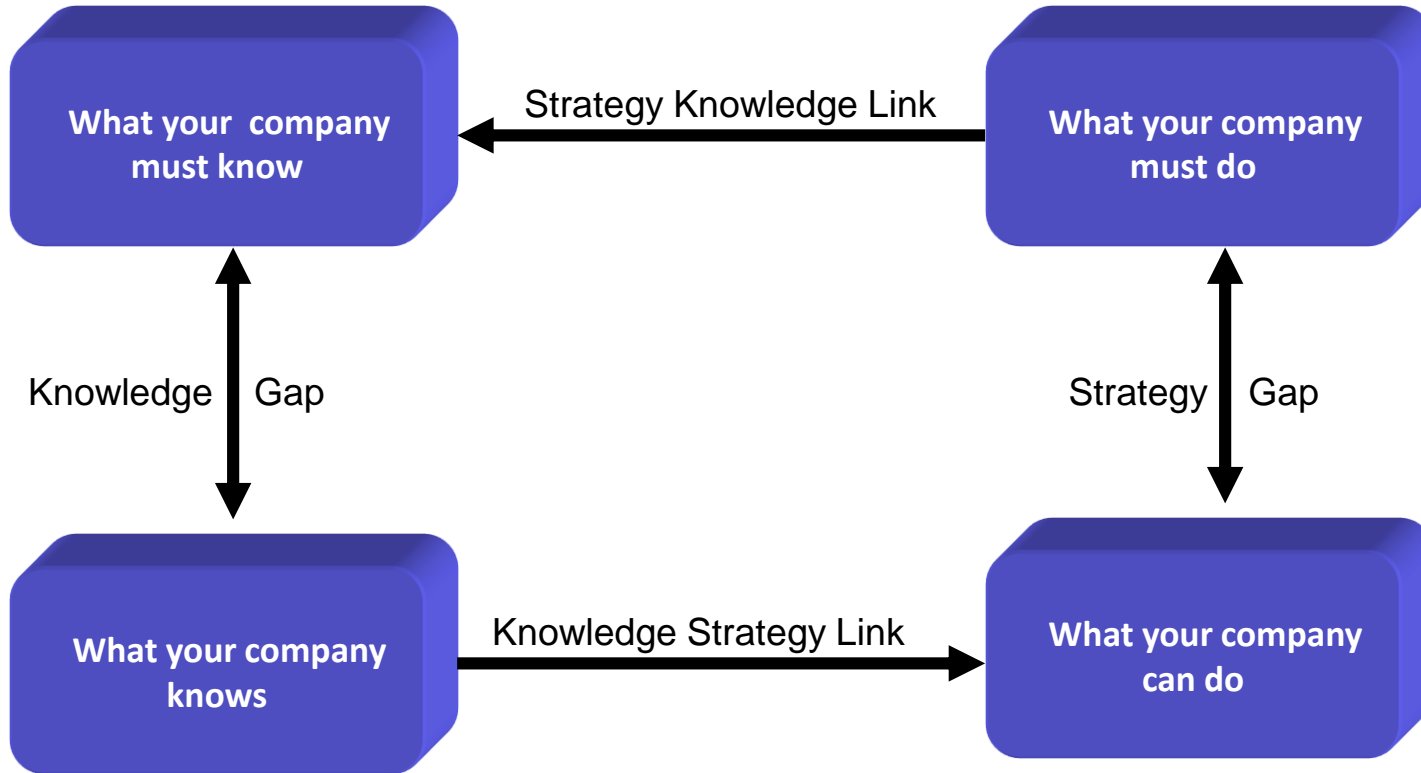 Strategy Knowledge Link
What your company
must know
What your company
must do
Knowledge Gap
Strategy Gap
Knowledge Strategy Link
What your company
knows
What your company
can do